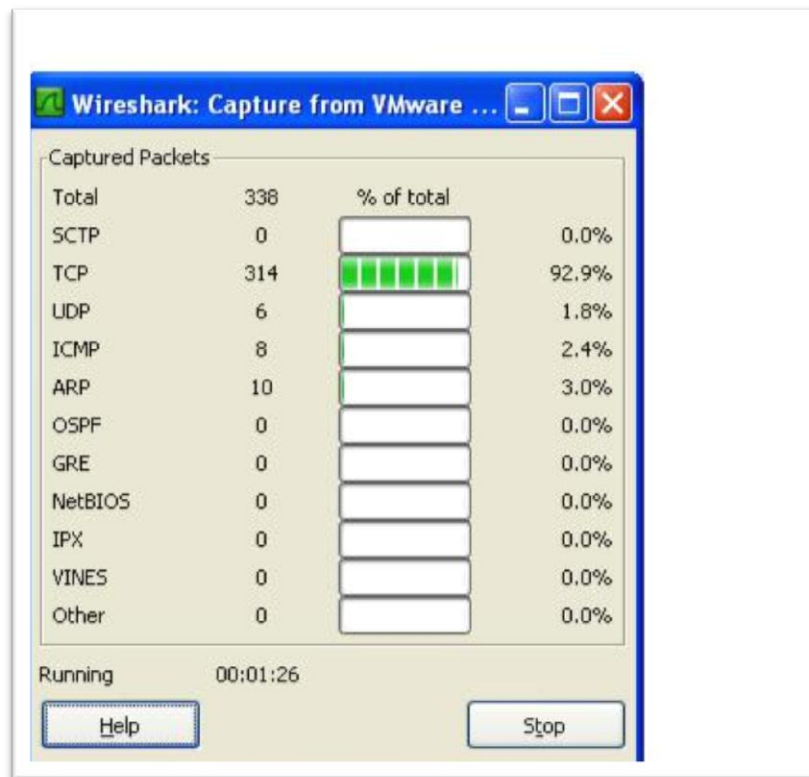 Wireshark: Capture from VMware ...
Captured Packets
Total 338 % of total
SCTP 0 0.0%
TCP 314 92.9%
UDP 6 1.8%
ICMP 8 2.4%
ARP 10 3.0%
OSPF 0 0.0%
GRE 0 0.0%
NetBIOS 0 0.0%
IPX 0 0.0%
VINES 0 0.0%
Other 0 0.0%
Running 00:01:26
Help Stop